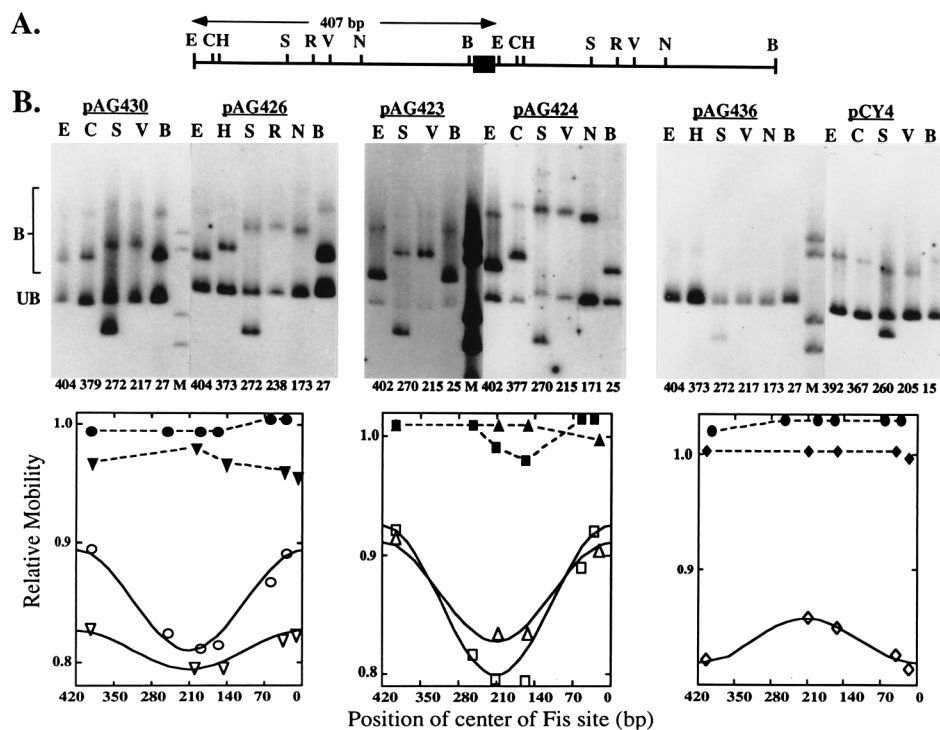 A.
407 bp
E CH S R V N B E CH S R V N B
B.
pAG430 pAG426 pAG423 pAG424 pAG436 pCY4
E C S V B E H S R N B E S V B E C S V N B E H S V N B E C S V B
B
UB
404 379 272 217 27 M 404 373 272 238 173 27 402 270 215 25 M 402 377 270 215 171 25 404 373 272 217 173 27 M 392 367 260 205 15
Relative Mobility
1.0 0.9 0.8
1.0 0.9 0.8
1.0 0.9
420 350 280 210 140 70 0 420 350 280 210 140 70 0 420 350 280 210 140 70 0
Position of center of Fis site (bp)